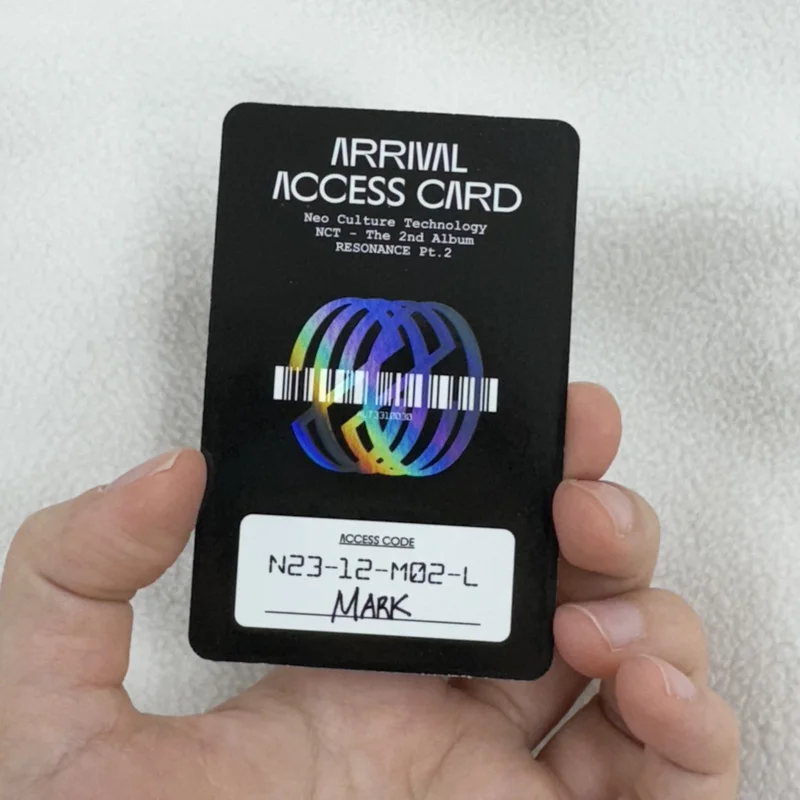 ARRIVAL
ACCESS CARD
Neo Culture Technology
NCT - The 2nd Album
RESONANCE Pt.2
ACCESS CODE
N23-12-M02-L
MARK